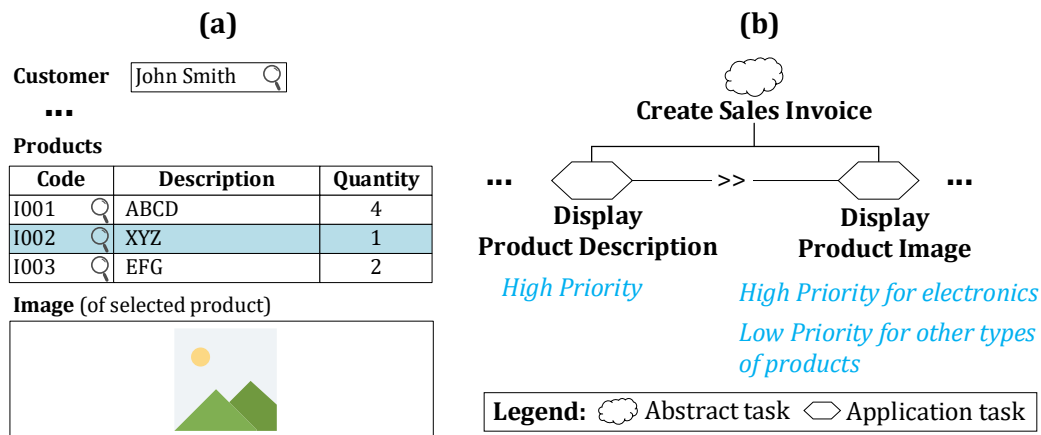 (a)
Customer John Smith
...
Products
Code Description Quantity
I001 ABCD 4
I002 XYZ 1
I003 EFG 2
Image (of selected product)
(b)
Create Sales Invoice
... >> ...
Display
Product Description
High Priority
Display
Product Image
High Priority for electronics
Low Priority for other types
of products
Legend: Abstract task Application task